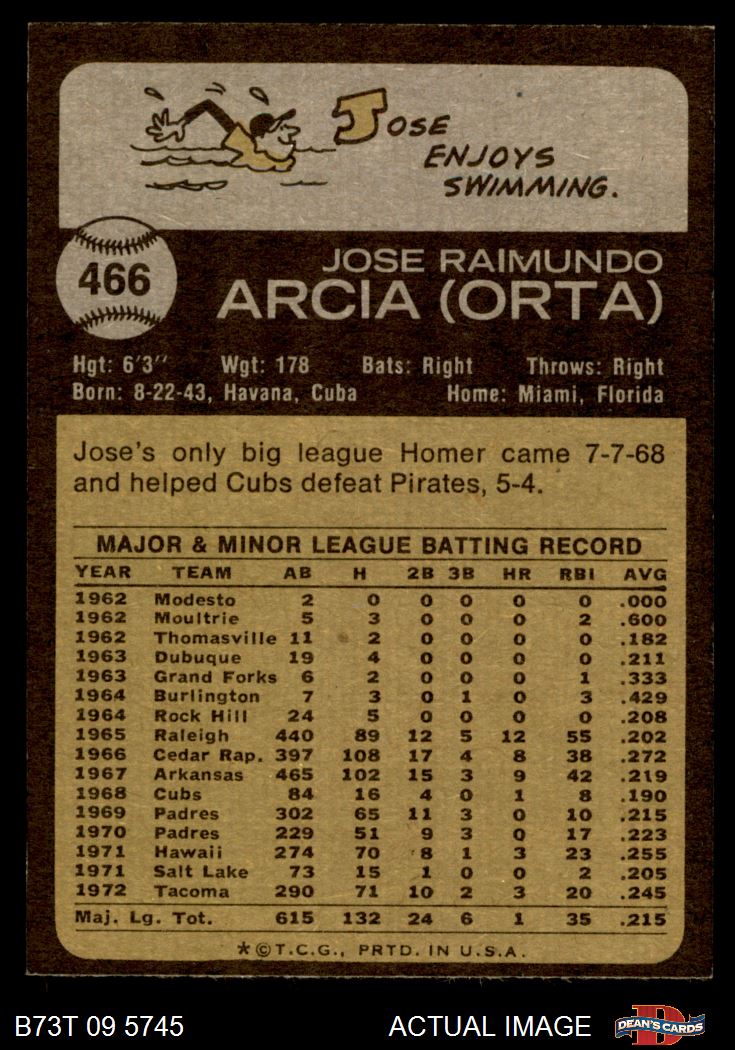 JOSE
ENJOYS
SWIMMING.
466
JOSE RAIMUNDO
ARCIA (ORTA)
Hgt: 6'3" Wgt: 178 Bats: Right Throws: Right
Born: 8-22-43, Havana, Cuba Home: Miami, Florida
Jose's only big league Homer came 7-7-68
and helped Cubs defeat Pirates, 5-4.
MAJOR & MINOR LEAGUE BATTING RECORD
YEAR TEAM AB H 2B 3B HR RBI AVG
1962 Modesto 2 0 0 0 0 0 .000
1962 Moultrie 5 3 0 0 0 2 .600
1962 Thomasville 11 2 0 0 0 0 .182
1963 Dubuque 19 4 0 0 0 0 .211
1963 Grand Forks 6 2 0 0 0 1 .333
1964 Burlington 7 3 0 1 0 3 .429
1964 Rock Hill 24 5 0 0 0 0 .208
1965 Raleigh 440 89 12 5 12 55 .202
1966 Cedar Rap. 397 108 17 4 8 38 .272
1967 Arkansas 465 102 15 3 9 42 .219
1968 Cubs 84 16 4 0 1 8 .190
1969 Padres 302 65 11 3 0 10 .215
1970 Padres 229 51 9 3 0 17 .223
1971 Hawaii 274 70 8 1 3 23 .255
1971 Salt Lake 73 15 1 0 0 2 .205
1972 Tacoma 290 71 10 2 3 20 .245
Maj. Lg. Tot. 615 132 24 6 1 35 .215
*©T.C.G., PRTD. IN U.S.A.
B73T 09 5745 ACTUAL IMAGE
D
DEAN'S CARDS